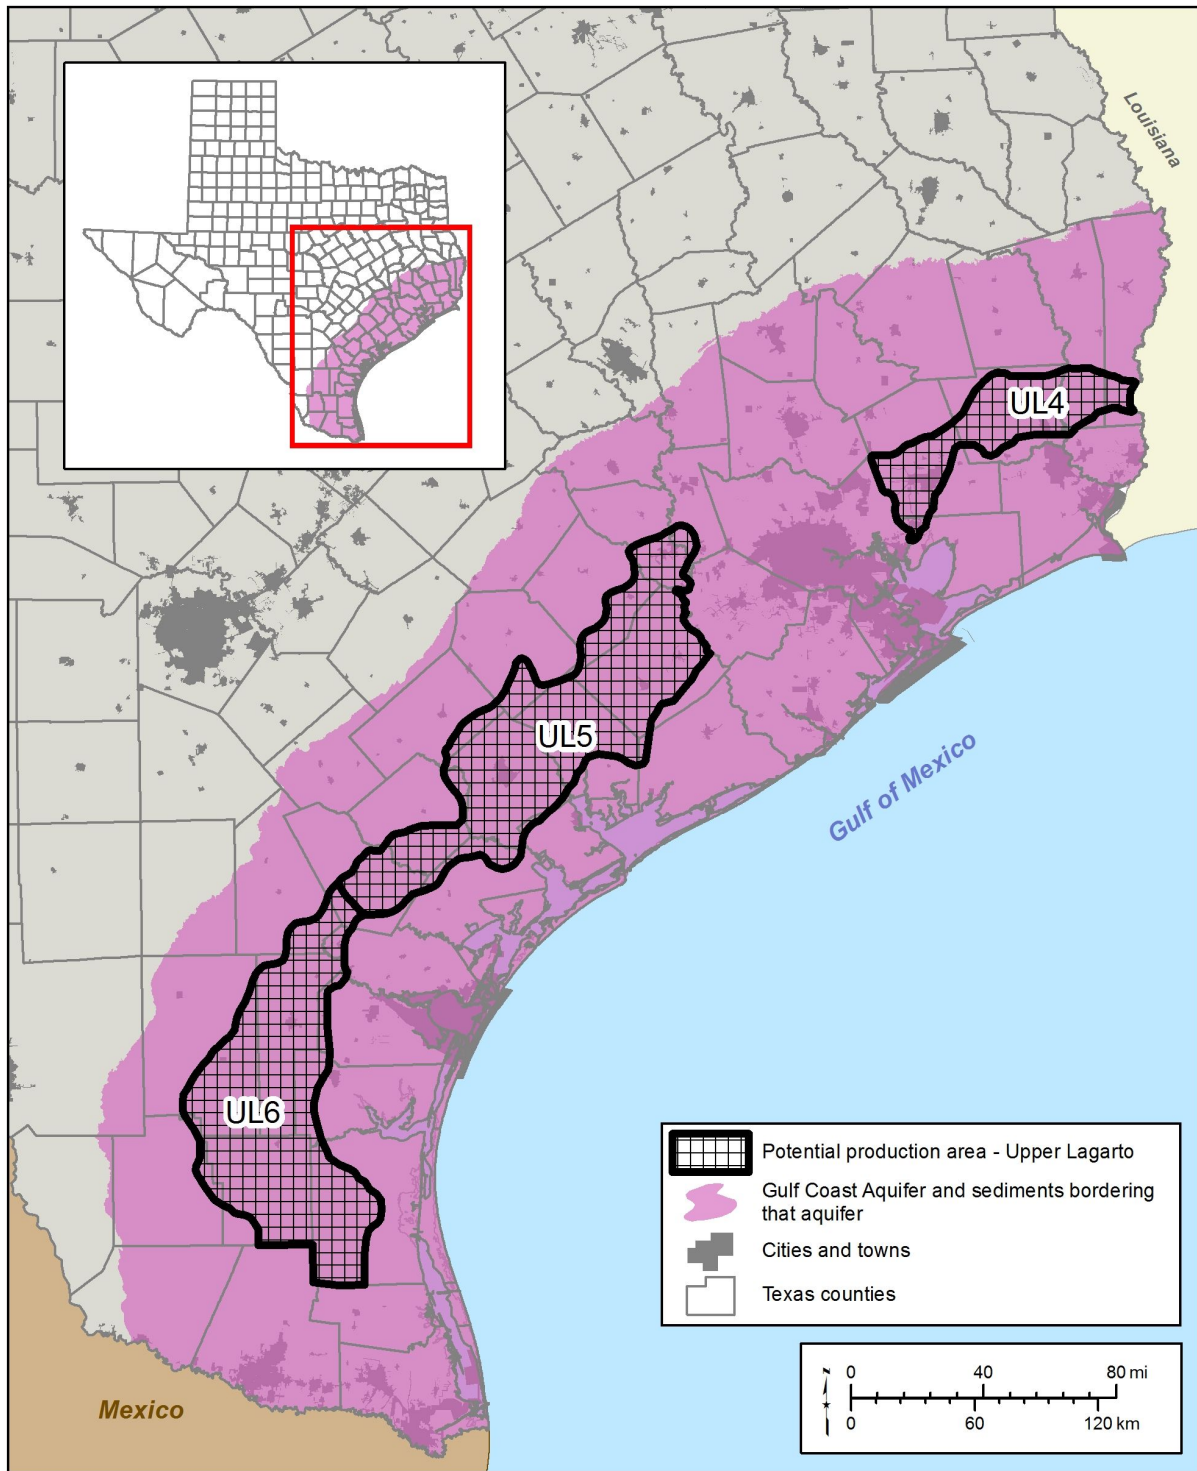 Louisiana
UL4
UL5
Gulf of Mexico
UL6
Potential production area - Upper Lagarto
Gulf Coast Aquifer and sediments bordering
that aquifer
Cities and towns
Texas counties
Mexico
N
0 40 80 mi
0 60 120 km